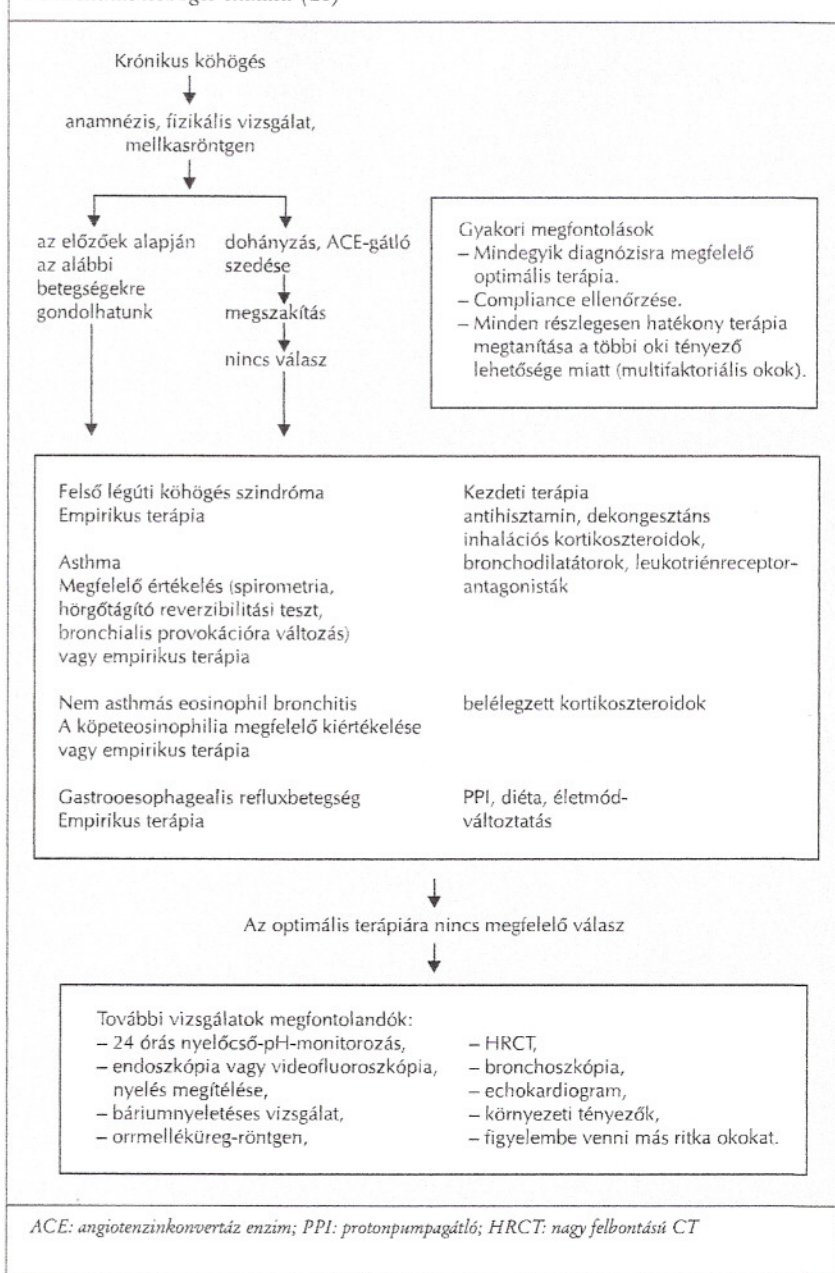 Krónikus köhögés
anamnézis, fizikális vizsgálat,
mellkasröntgen
az előzőek alapján
az alábbi
betegségekre
gondolhatunk
dohányzás, ACE-gátló
szedése
megszakítás
nincs válasz
Gyakori megfontolások
– Mindegyik diagnózisra megfelelő
optimális terápia.
– Compliance ellenőrzése.
– Minden részlegesen hatékony terápia
megtanítása a többi oki tényező
lehetősége miatt (multifaktoriális okok).
Felső légúti köhögés szindróma
Empirikus terápia
Kezdeti terápia
antihisztamin, dekongesztáns
inhalációs kortikoszteroidok,
bronchodilatátorok, leukotriénreceptor-
antagonisták
Asthma
Megfelelő értékelés (spirometria,
hörgőtágító reverzibilitási teszt,
bronchialis provokációra változás)
vagy empirikus terápia
Nem asthmás eosinophil bronchitis
A köpeteosinophilia megfelelő kiértékelése
vagy empirikus terápia
belélegzett kortikoszteroidok
Gastrooesophagealis refluxbetegség
Empirikus terápia
PPI, diéta, életmód-
változtatás
Az optimális terápiára nincs megfelelő válasz
További vizsgálatok megfontolandók:
– 24 órás nyelőcső-pH-monitorozás,
– endoszkópia vagy videofluoroszkópia,
nyelés megítélése,
– báriumnyeletéses vizsgálat,
– orrmelléküreg-röntgen,
– HRCT,
– bronchoszkópia,
– echokardiogram,
– környezeti tényezők,
– figyelembe venni más ritka okokat.
ACE: angiotenzinkonvertáz enzim; PPI: protonpumpagátló; HRCT: nagy felbontású CT